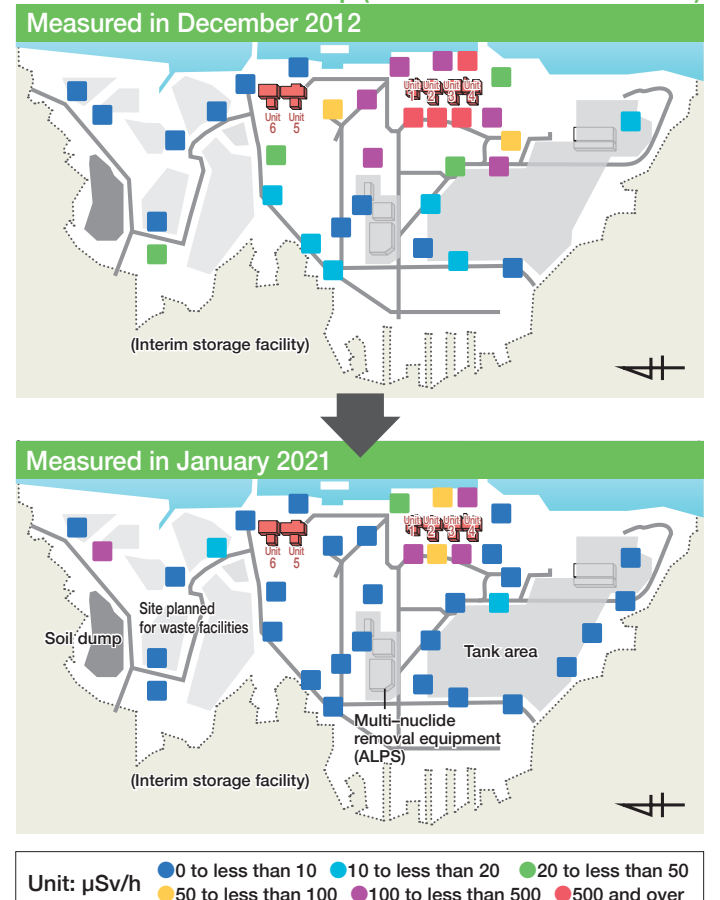 Measured in December 2012
Unit 1
Unit 2
Unit 3
Unit 4
Unit 6
Unit 5
(Interim storage facility)
Measured in January 2021
Unit 1
Unit 2
Unit 3
Unit 4
Unit 6
Unit 5
Site planned
for waste facilities
Soil dump
Tank area
Multi–nuclide
removal equipment
(ALPS)
(Interim storage facility)
Unit: µSv/h
0 to less than 10
10 to less than 20
20 to less than 50
50 to less than 100
100 to less than 500
500 and over